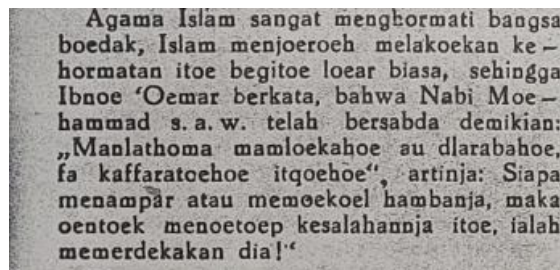 Agama Islam sangat menghormati bangsa
boedak, Islam menjoeroeh melakoekan ke—
hormatan itoe begitoe loear biasa, sehingga
Ibnoe ‘Oemar berkata, bahwa Nabi Moe—
hammad s. a. w. telah bersabda demikian:
„Manlathoma mamloekahoe au dlarabahoe,
fa kaffaratoehoe itqoehoe“, artinja: Siapa
menampar atau memoekoel hambanja, maka
oentoek menoetoep kesalahannja itoe, ialah
memerdekakan dia!“